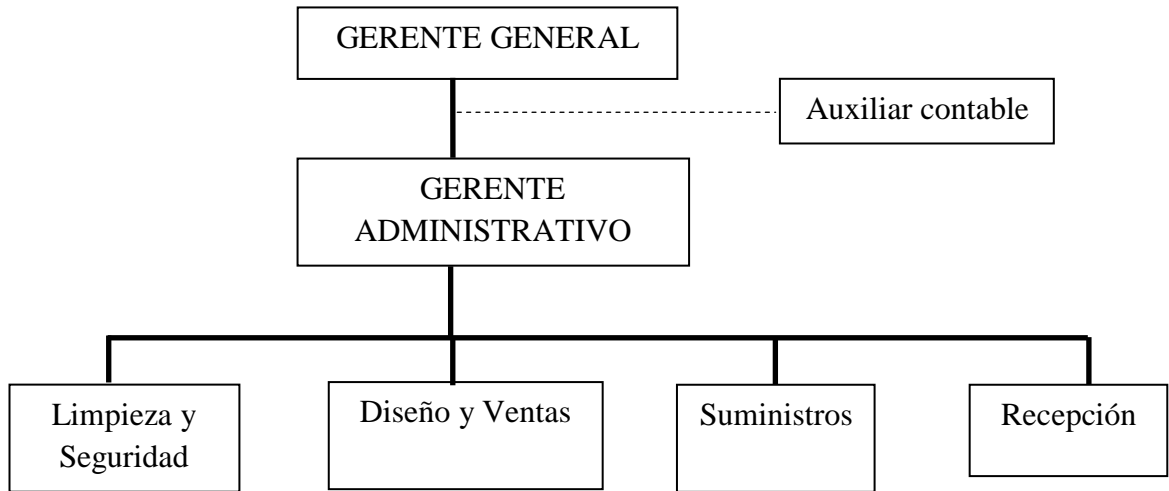 GERENTE GENERAL
Auxiliar contable
GERENTE
ADMINISTRATIVO
Limpieza y
Seguridad
Diseño y Ventas
Suministros
Recepción